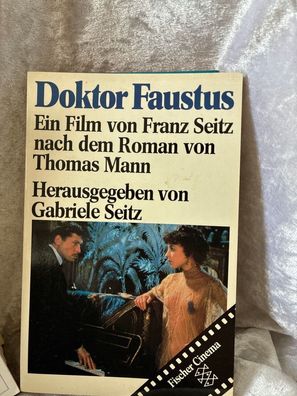 Doktor Faustus
Ein Film von Franz Seitz
nach dem Roman von
Thomas Mann
Herausgegeben von
Gabriele Seitz
Fischer Cinema